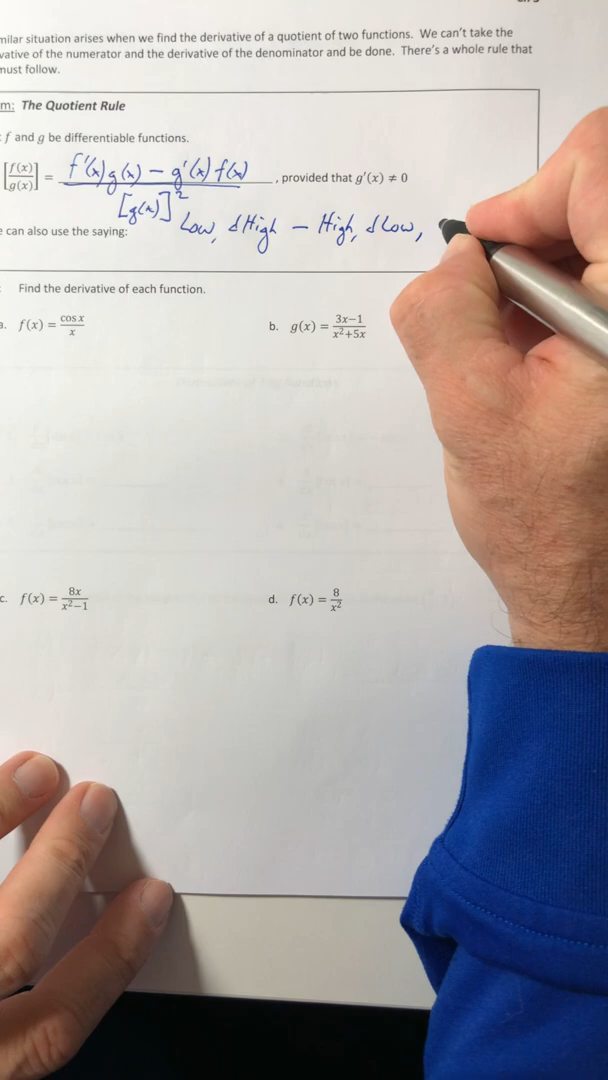 milar situation arises when we find the derivative of a quotient of two functions. We can't take the
vative of the numerator and the derivative of the denominator and be done. There's a whole rule that
must follow.
m: The Quotient Rule
f and g be differentiable functions.
[f(x)/g(x)] = f'(x)g(x) - g'(x)f(x) / [g(x)]², provided that g'(x) ≠ 0
e can also use the saying: Low, dHigh - High, dLow,
Find the derivative of each function.
a. f(x) = cos x / x
b. g(x) = 3x−1 / x²+5x
c. f(x) = 8x / x²−1
d. f(x) = 8 / x²